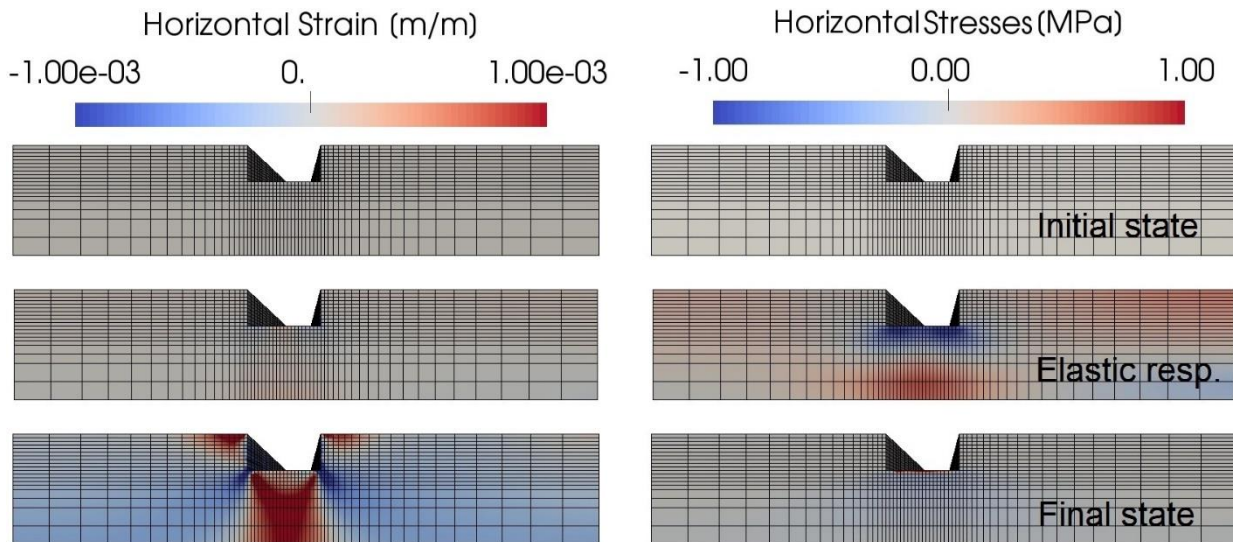 Horizontal Strain (m/m)
-1.00e-03 0. 1.00e-03
Horizontal Stresses(MPa)
-1.00 0.00 1.00
Initial state
Elastic resp.
Final state